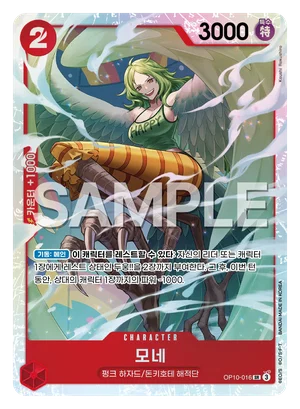 2
3000
특수
特
카운터 +1000
SAMPLE
기동: 메인 이 캐릭터를 레스트할 수 있다: 자신의 리더 또는 캐릭터
1장에게 레스트 상태인 두웅!!을 2장까지 부여한다. 그 후, 이번 턴
동안, 상대의 캐릭터 1장까지의 파워 -1000.
CHARACTER
모네
펑크 하자드/돈키호테 해적단
OP10-016